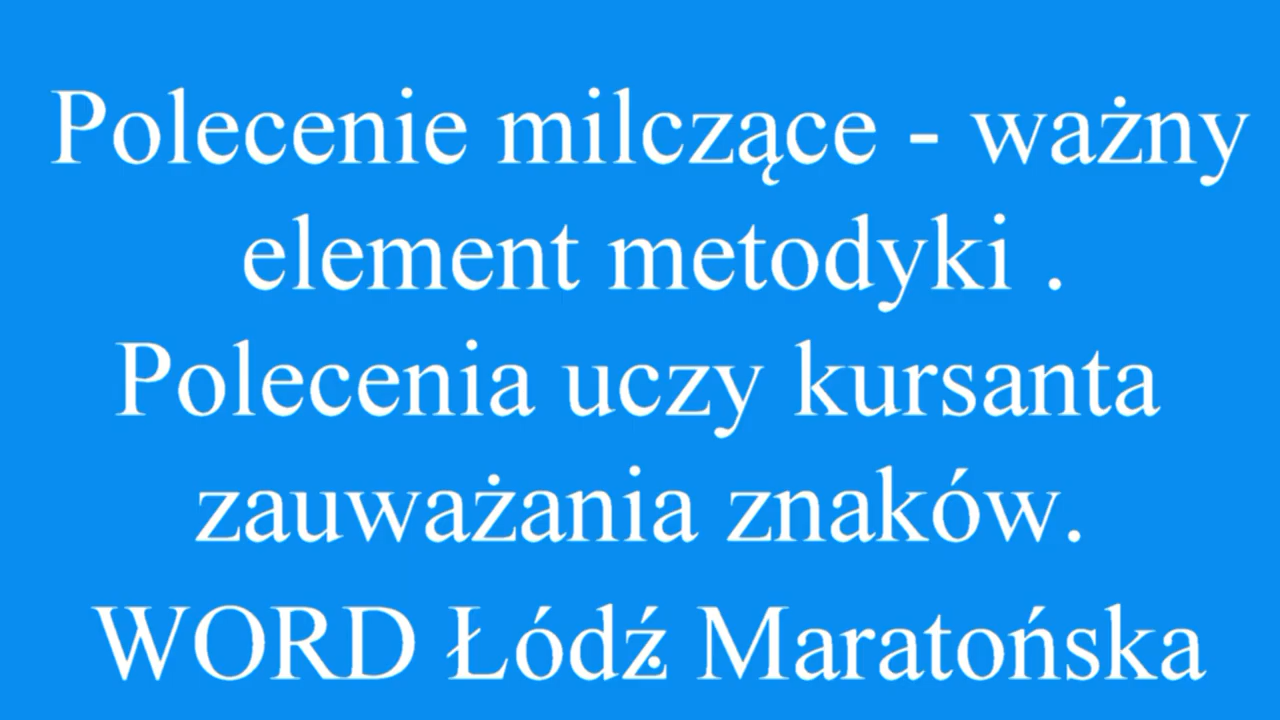 Polecenie milczące - ważny
element metodyki .
Polecenia uczy kursanta
zauważania znaków.
WORD Łódź Maratońska